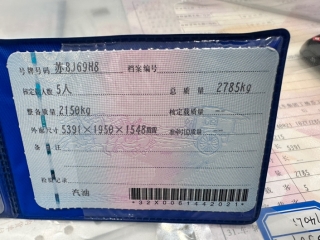 号牌号码 苏BJ69H8 档案编号
核定载人数 5人 总质量 2785kg
整备质量 2150kg 核定载质量
外廓尺寸 5391×1950×1548mm 准牵引总质量
备注
检验记录
汽油
*32X0061442021*
2785